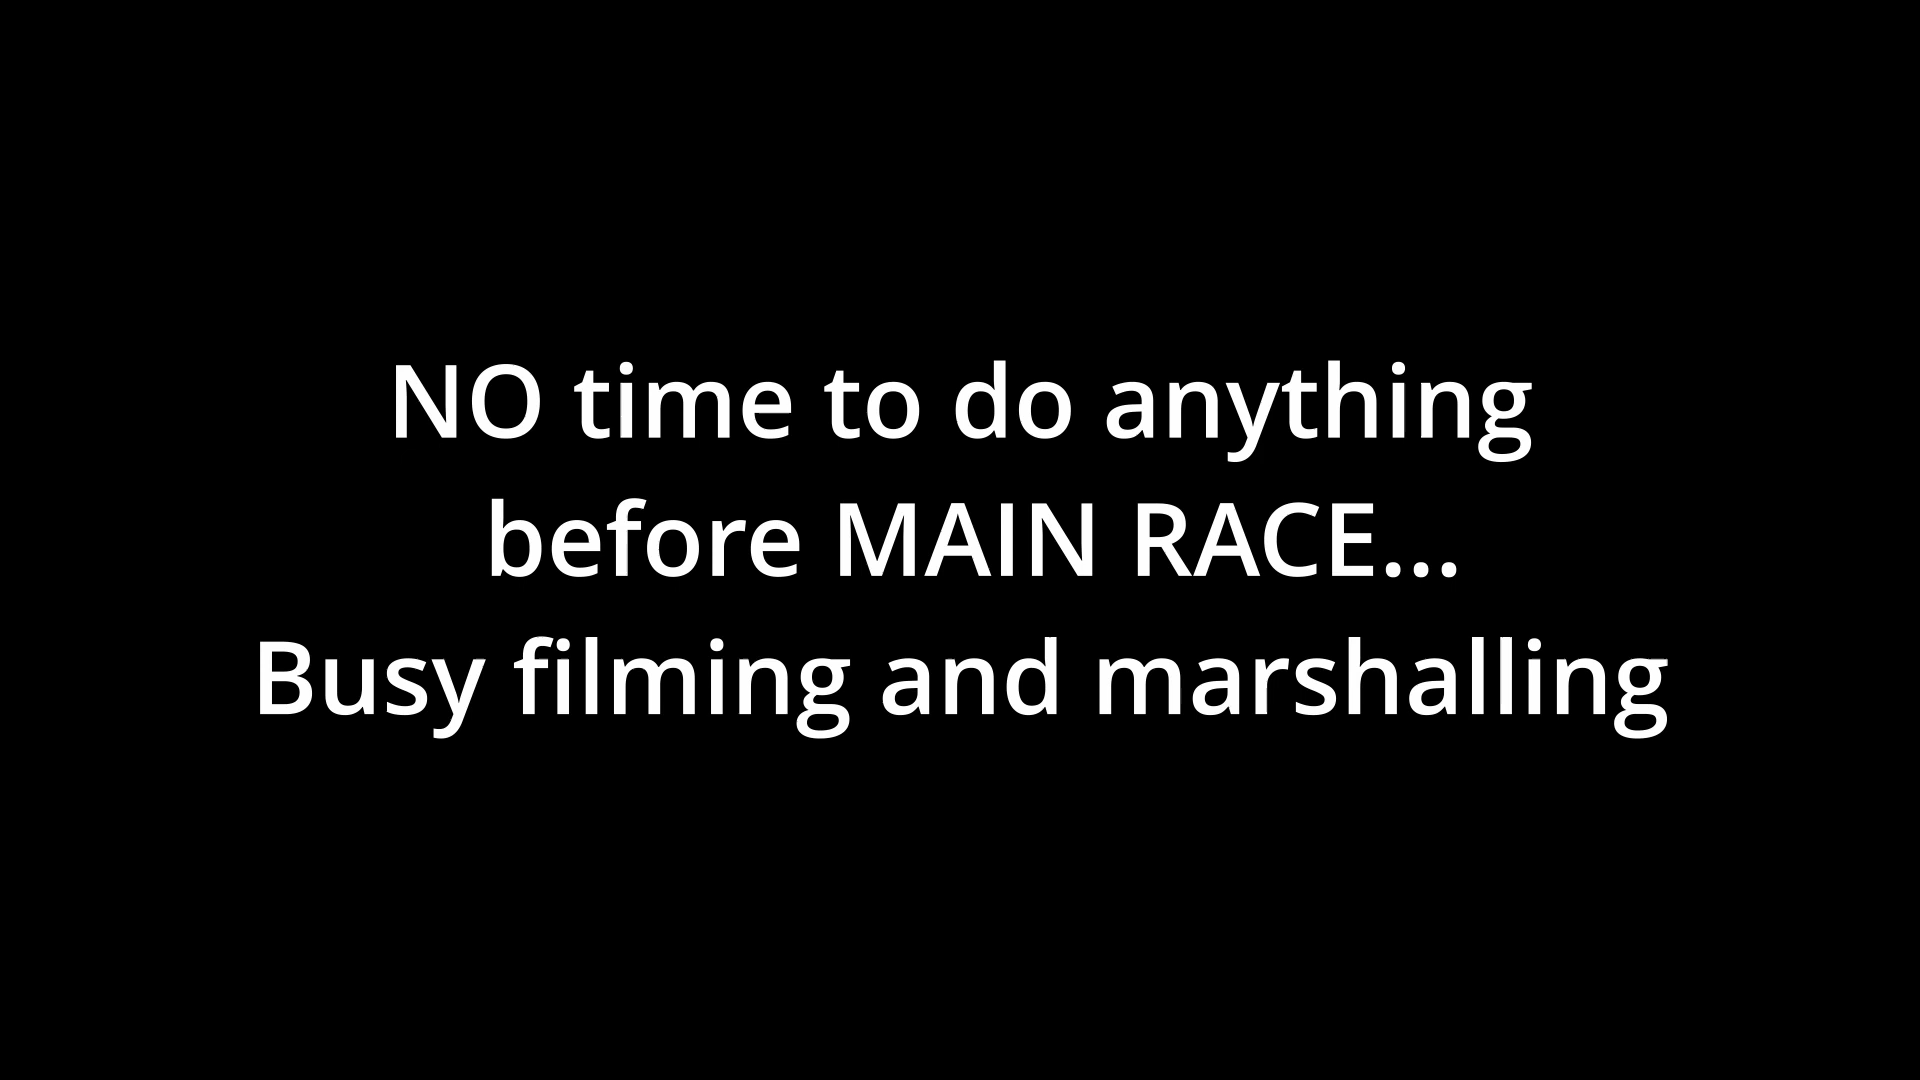 NO time to do anything
before MAIN RACE...
Busy filming and marshalling